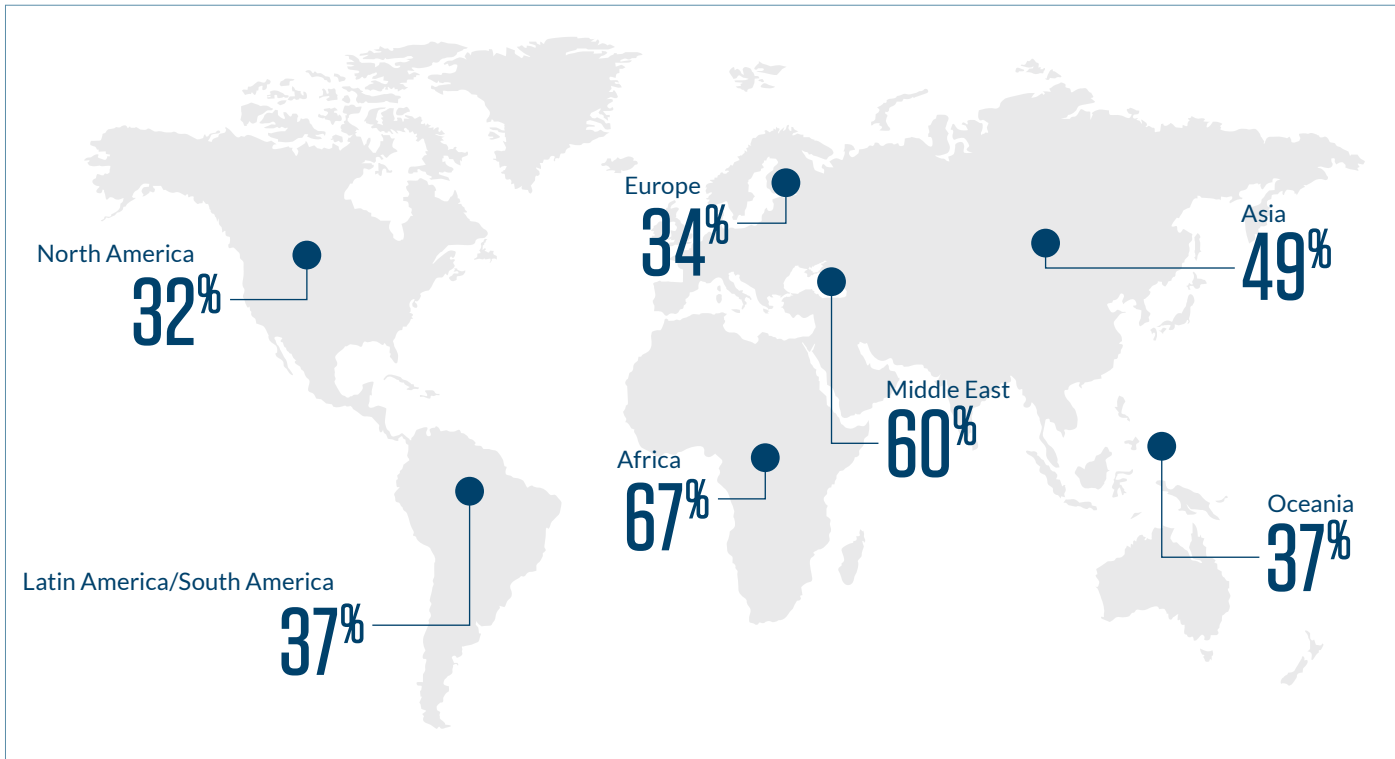 Europe
34%
Asia
49%
North America
32%
Middle East
60%
Africa
67%
Oceania
37%
Latin America/South America
37%